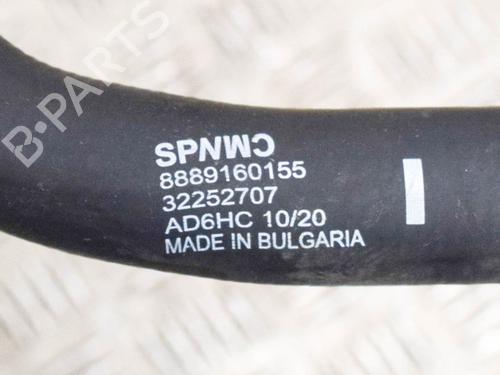 SPNWC
8889160155
32252707
AD6HC 10/20
MADE IN BULGARIA
B-PARTS